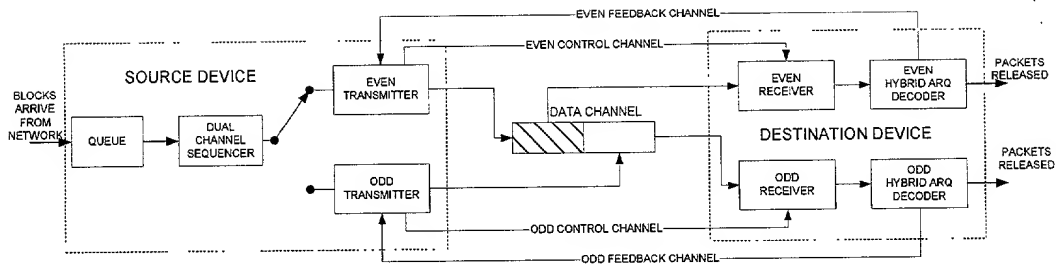 EVEN FEEDBACK CHANNEL
EVEN CONTROL CHANNEL
SOURCE DEVICE
BLOCKS
ARRIVE
FROM
NETWORK
QUEUE
DUAL
CHANNEL
SEQUENCER
EVEN
TRANSMITTER
DATA CHANNEL
EVEN
RECEIVER
EVEN
HYBRID ARQ
DECODER
PACKETS
RELEASED
DESTINATION DEVICE
ODD
TRANSMITTER
ODD
RECEIVER
ODD
HYBRID ARQ
DECODER
PACKETS
RELEASED
ODD CONTROL CHANNEL
ODD FEEDBACK CHANNEL